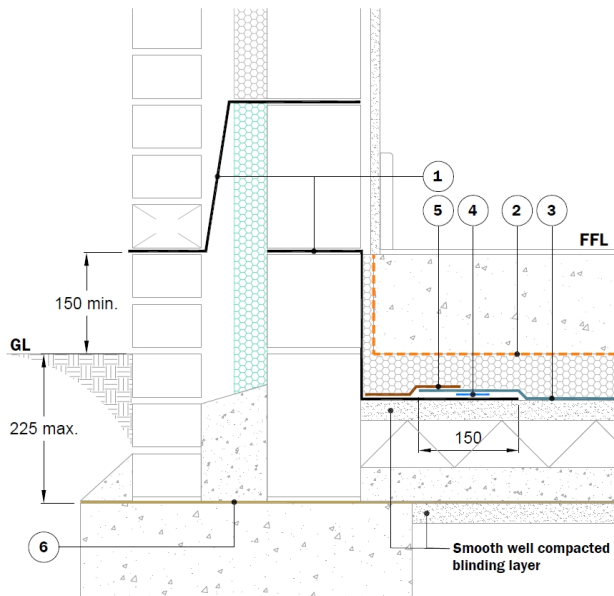 1
5
4
2
3
FFL
150 min.
GL
225 max.
150
6
Smooth well compacted
blinding layer